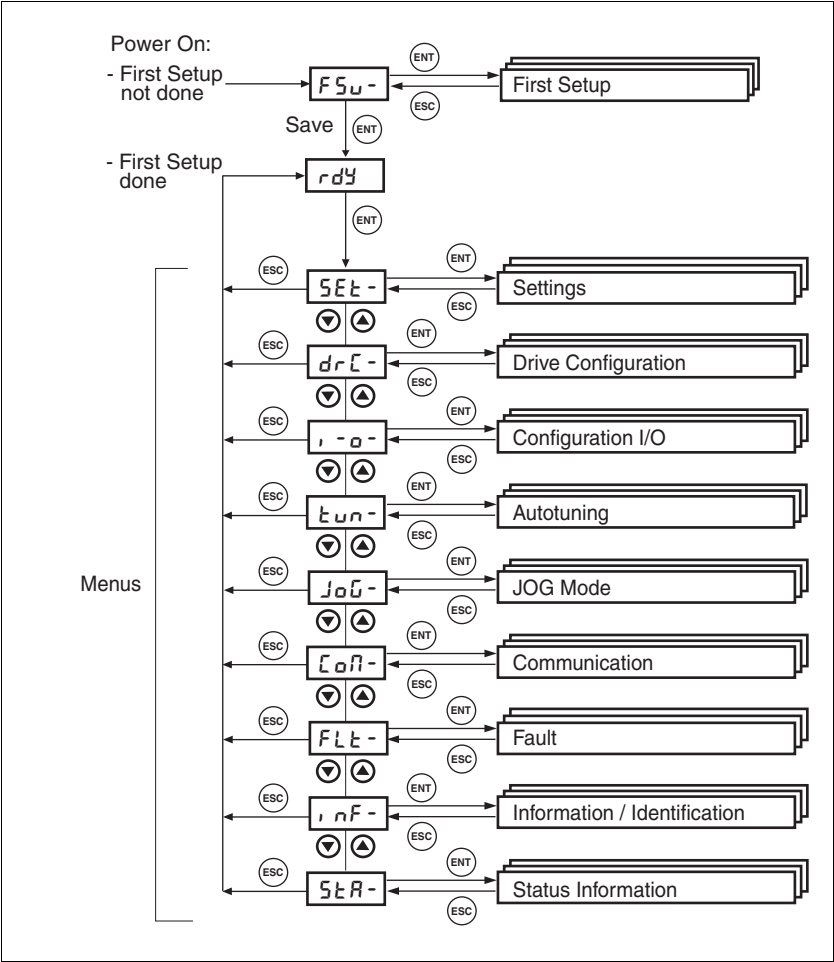 Power On:
- First Setup
not done
FSu-
ENT
ESC
First Setup
Save
ENT
- First Setup
done
rdy
ENT
Menus
ESC
SEt-
ENT
ESC
Settings
ESC
drC-
ENT
ESC
Drive Configuration
ESC
i-o-
ENT
ESC
Configuration I/O
ESC
tun-
ENT
ESC
Autotuning
ESC
JoG-
ENT
ESC
JOG Mode
ESC
CoM-
ENT
ESC
Communication
ESC
FLt-
ENT
ESC
Fault
ESC
inF-
ENT
ESC
Information / Identification
ESC
StA-
ENT
ESC
Status Information